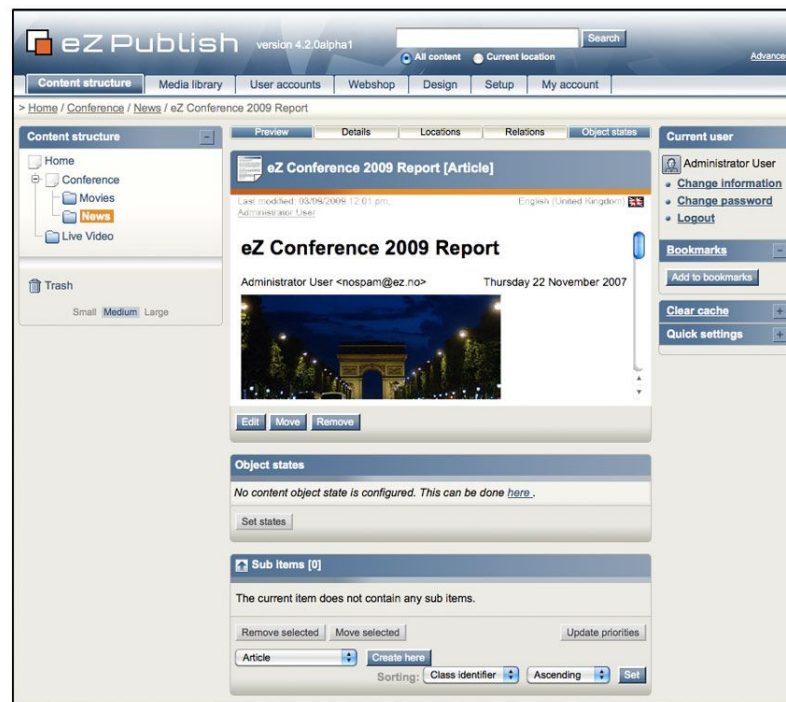 eZ Publish version 4.2.0alpha1
Search
All content Current location
Advance
Content structure Media library User accounts Webshop Design Setup My account
> Home / Conference / News / eZ Conference 2009 Report
Content structure
Home
Conference
Movies
News
Live Video
Trash
Small Medium Large
Preview Details Locations Relations Object states
eZ Conference 2009 Report [Article]
Last modified: 03/09/2009 12:01 pm, English (United Kingdom)
Administrator User
eZ Conference 2009 Report
Administrator User <nospam@ez.no> Thursday 22 November 2007
Edit Move Remove
Object states
No content object state is configured. This can be done here .
Set states
Sub items [0]
The current item does not contain any sub items.
Remove selected Move selected Update priorities
Article Create here
Sorting: Class identifier Ascending Set
Current user
Administrator User
Change information
Change password
Logout
Bookmarks
Add to bookmarks
Clear cache
Quick settings